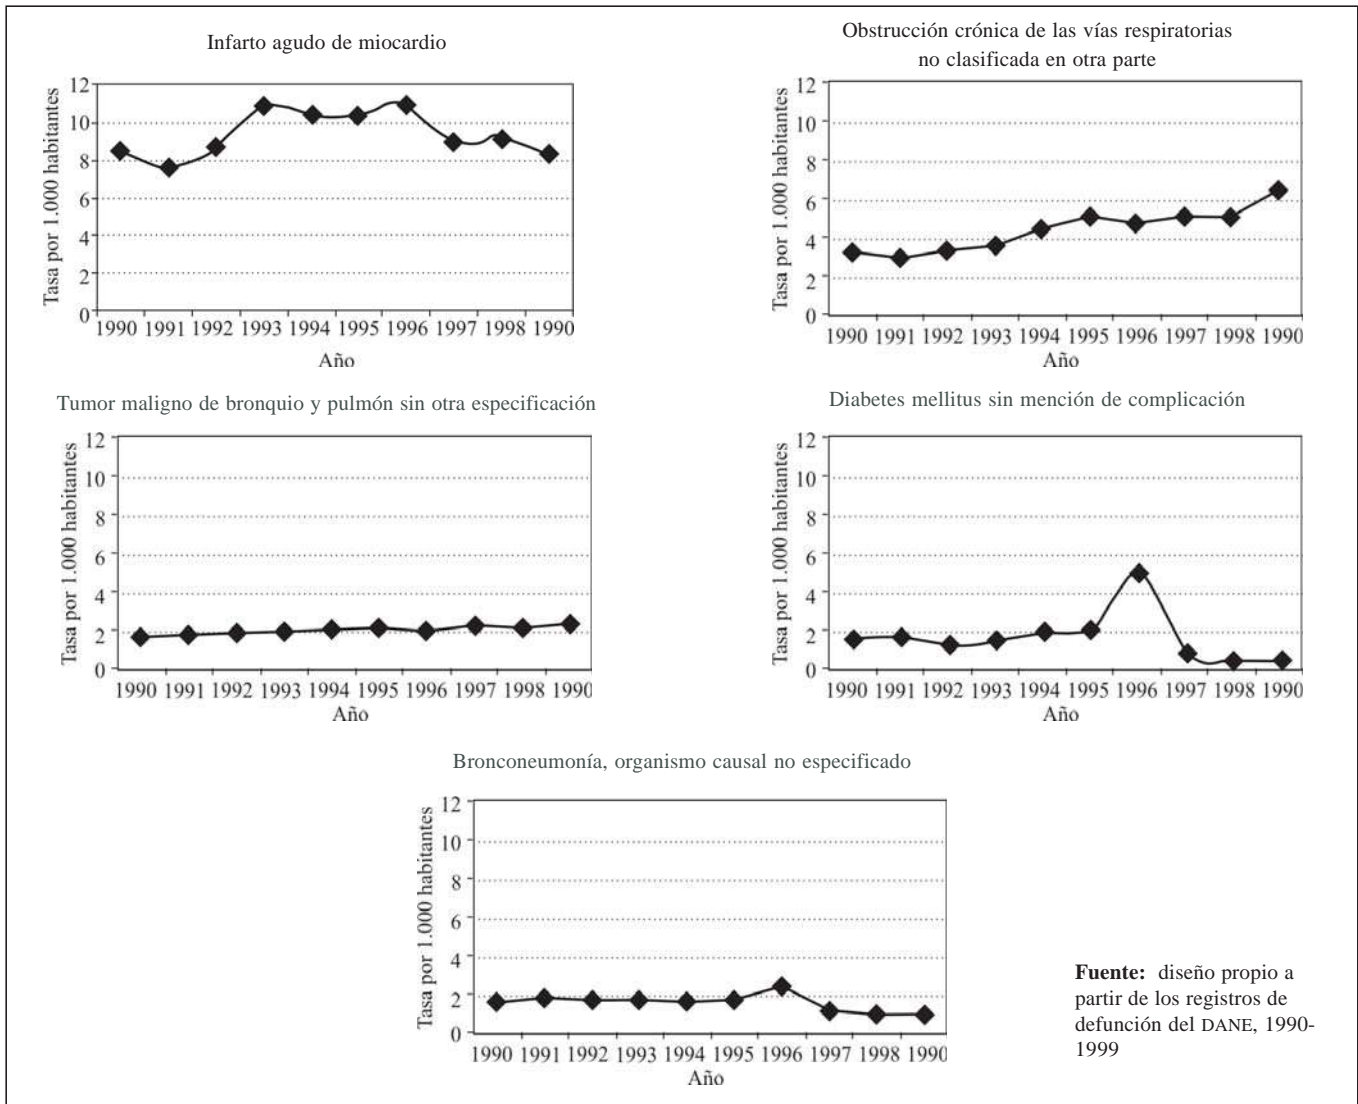 Infarto agudo de miocardio
Tasa por 1.000 habitantes
12
10
8
6
4
2
0
1990 1991 1992 1993 1994 1995 1996 1997 1998 1990
Año
Obstrucción crónica de las vías respiratorias
no clasificada en otra parte
Tasa por 1.000 habitantes
12
10
8
6
4
2
0
1990 1991 1992 1993 1994 1995 1996 1997 1998 1990
Año
Tumor maligno de bronquio y pulmón sin otra especificación
Tasa por 1.000 habitantes
12
10
8
6
4
2
0
1990 1991 1992 1993 1994 1995 1996 1997 1998 1990
Año
Diabetes mellitus sin mención de complicación
Tasa por 1.000 habitantes
12
10
8
6
4
2
0
1990 1991 1992 1993 1994 1995 1996 1997 1998 1990
Año
Bronconeumonía, organismo causal no especificado
Tasa por 1.000 habitantes
12
10
8
6
4
2
0
1990 1991 1992 1993 1994 1995 1996 1997 1998 1990
Año
Fuente: diseño propio a
partir de los registros de
defunción del DANE, 1990-
1999